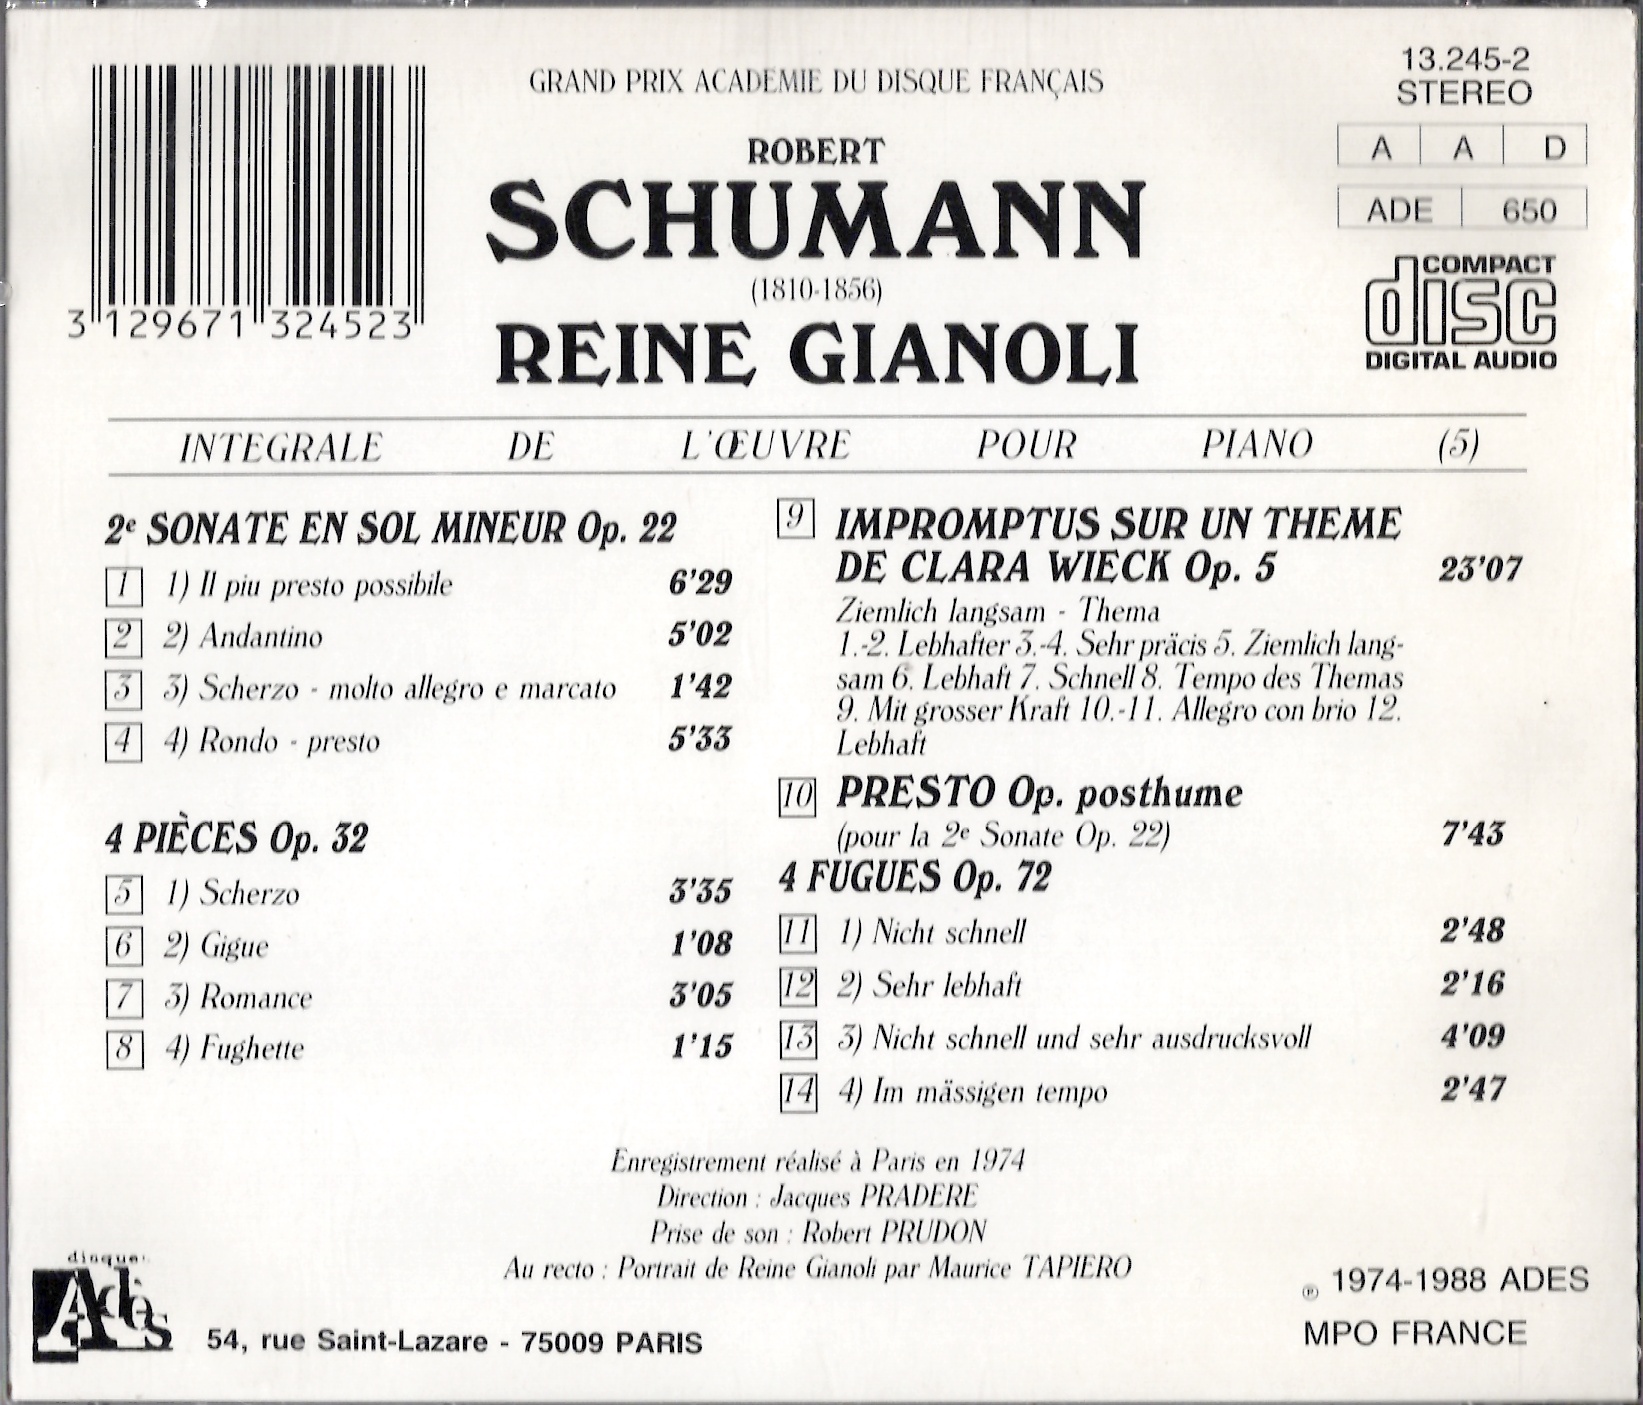 GRAND PRIX ACADEMIE DU DISQUE FRANÇAIS
13.245-2
STEREO
A A D
ADE 650
COMPACT
disc
DIGITAL AUDIO
3 129671 324523
ROBERT
SCHUMANN
(1810-1856)
REINE GIANOLI
INTEGRALE DE L'ŒUVRE POUR PIANO (5)
2e SONATE EN SOL MINEUR Op. 22
1 1) Il piu presto possibile 6'29
2 2) Andantino 5'02
3 3) Scherzo - molto allegro e marcato 1'42
4 4) Rondo - presto 5'33
4 PIÈCES Op. 32
5 1) Scherzo 3'35
6 2) Gigue 1'08
7 3) Romance 3'05
8 4) Fughette 1'15
9 IMPROMPTUS SUR UN THEME
DE CLARA WIECK Op. 5 23'07
Ziemlich langsam - Thema
1.-2. Lebhafter 3.-4. Sehr präcis 5. Ziemlich lang-
sam 6. Lebhaft 7. Schnell 8. Tempo des Themas
9. Mit grosser Kraft 10.-11. Allegro con brio 12.
Lebhaft
10 PRESTO Op. posthume
(pour la 2e Sonate Op. 22) 7'43
4 FUGUES Op. 72
11 1) Nicht schnell 2'48
12 2) Sehr lebhaft 2'16
13 3) Nicht schnell und sehr ausdrucksvoll 4'09
14 4) Im mässigen tempo 2'47
Enregistrement réalisé à Paris en 1974
Direction : Jacques PRADERE
Prise de son : Robert PRUDON
Au recto : Portrait de Reine Gianoli par Maurice TAPIERO
disques
Adès
54, rue Saint-Lazare - 75009 PARIS
℗ 1974-1988 ADES
MPO FRANCE